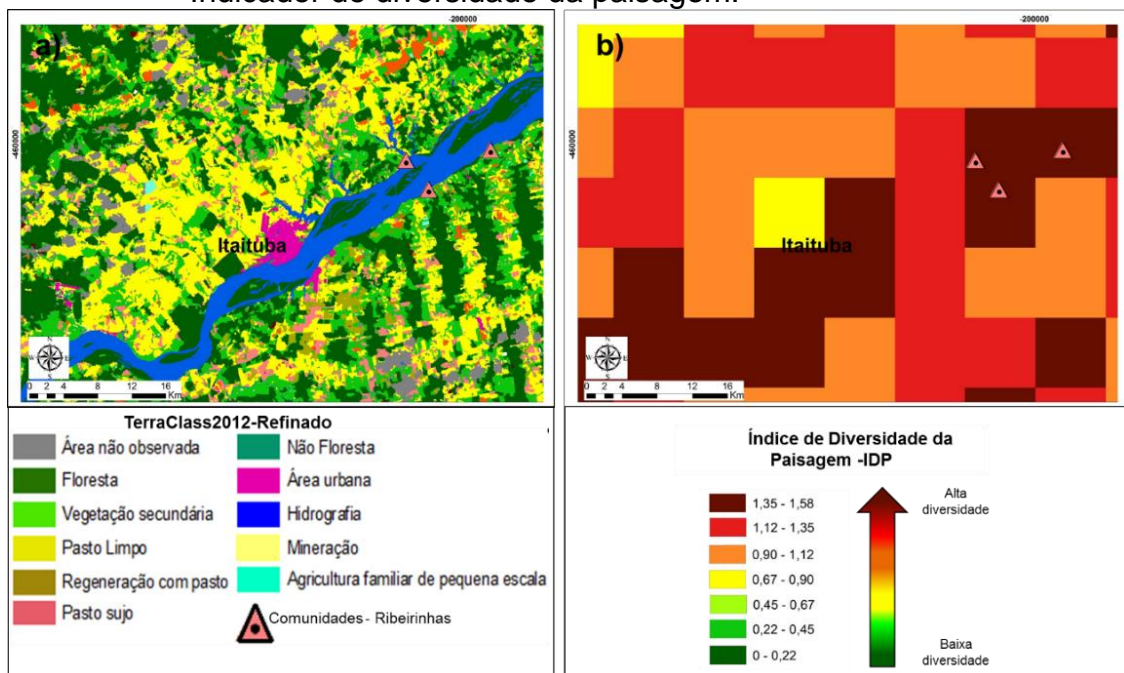 Indicador de diversidade da paisagem.
-200000
a)
-460000
Itaituba
N
W E
S
0 2 4 8 12 16
Km
-200000
b)
-460000
Itaituba
N
W E
S
0 2 4 8 12 16
Km
TerraClass2012-Refinado
Área não observada
Floresta
Vegetação secundária
Pasto Limpo
Regeneração com pasto
Pasto sujo
Não Floresta
Área urbana
Hidrografia
Mineração
Agricultura familiar de pequena escala
Comunidades - Ribeirinhas
Índice de Diversidade da
Paisagem -IDP
1,35 - 1,58
1,12 - 1,35
0,90 - 1,12
0,67 - 0,90
0,45 - 0,67
0,22 - 0,45
0 - 0,22
Alta
diversidade
Baixa
diversidade